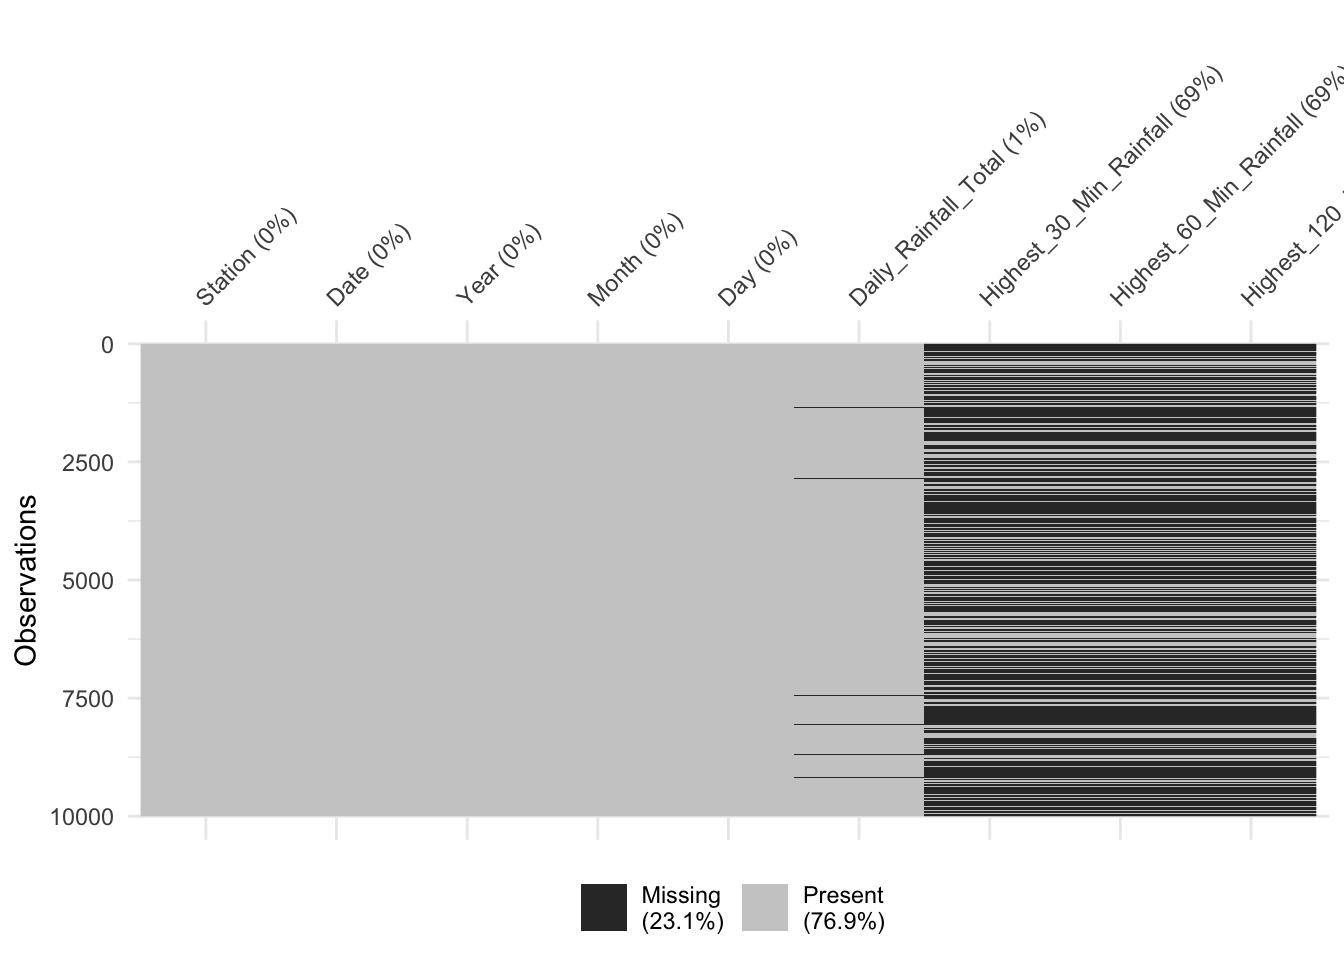 Station (0%)
Date (0%)
Year (0%)
Month (0%)
Day (0%)
Daily_Rainfall_Total (1%)
Highest_30_Min_Rainfall (69%)
Highest_60_Min_Rainfall (69%)
Highest_120_
0
2500
5000
7500
10000
Observations
Missing
(23.1%)
Present
(76.9%)